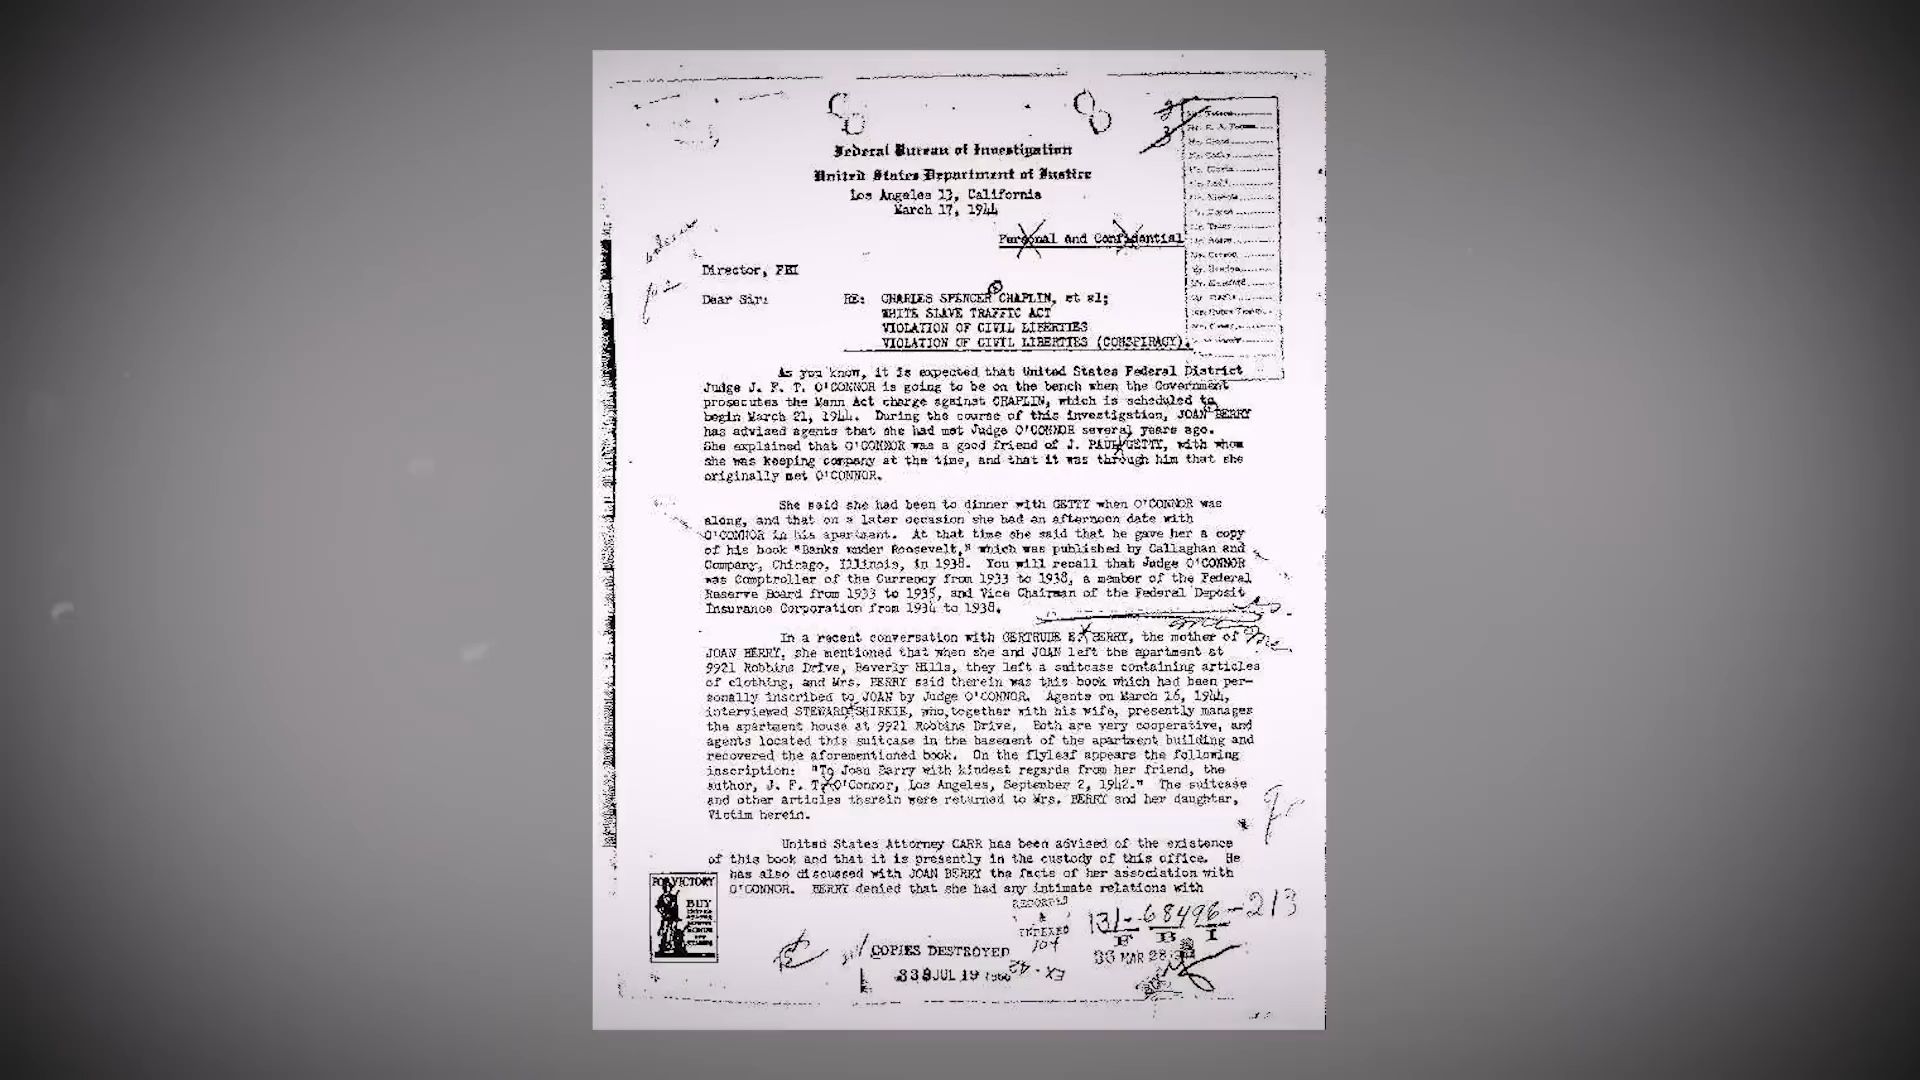 Federal Bureau of Investigation
United States Department of Justice
Los Angeles 13, California
March 17, 1944
Personal and Confidential
Director, FBI
Dear Sir:
RE: CHARLES SPENCER CHAPLIN, et al;
WHITE SLAVE TRAFFIC ACT
VIOLATION OF CIVIL LIBERTIES
VIOLATION OF CIVIL LIBERTIES (CONSPIRACY).
As you know, it is expected that United States Federal District
Judge J. F. T. O'CONNOR is going to be on the bench when the Government
prosecutes the Mann Act charge against CHAPLIN, which is scheduled to
begin March 21, 1944. During the course of this investigation, JOAN BERRY
has advised agents that she had met Judge O'CONNOR several years ago.
She explained that O'CONNOR was a good friend of J. PAUL GETTY, with whom
she was keeping company at the time, and that it was through him that she
originally met O'CONNOR.
She said she had been to dinner with GETTY when O'CONNOR was
along, and that on a later occasion she had an afternoon date with
O'CONNOR in his apartment. At that time she said that he gave her a copy
of his book "Banks under Roosevelt," which was published by Callaghan and
Company, Chicago, Illinois, in 1938. You will recall that Judge O'CONNOR
was Comptroller of the Currency from 1933 to 1938, a member of the Federal
Reserve Board from 1933 to 1935, and Vice Chairman of the Federal Deposit
Insurance Corporation from 1934 to 1938.
In a recent conversation with GERTRUDE E. BERRY, the mother of
JOAN BERRY, she mentioned that when she and JOAN left the apartment at
9921 Robbins Drive, Beverly Hills, they left a suitcase containing articles
of clothing, and Mrs. BERRY said therein was this book which had been per-
sonally inscribed to JOAN by Judge O'CONNOR. Agents on March 16, 1944,
interviewed STEWARD SHIRKIE, who, together with his wife, presently manages
the apartment house at 9921 Robbins Drive. Both are very cooperative, and
agents located this suitcase in the basement of the apartment building and
recovered the aforementioned book. On the flyleaf appears the following
inscription: "To Joan Barry with kindest regards from her friend, the
author, J. F. T. O'Connor, Los Angeles, September 2, 1942." The suitcase
and other articles therein were returned to Mrs. BERRY and her daughter,
Victim herein.
United States Attorney CARR has been advised of the existence
of this book and that it is presently in the custody of this office. He
has also discussed with JOAN BERRY the facts of her association with
O'CONNOR. BERRY denied that she had any intimate relations with
FOR VICTORY
BUY
RECORDED
&
INDEXED
104
131-68496-213
F B I
MAR 28
COPIES DESTROYED
338 JUL 19 1960
EX-42